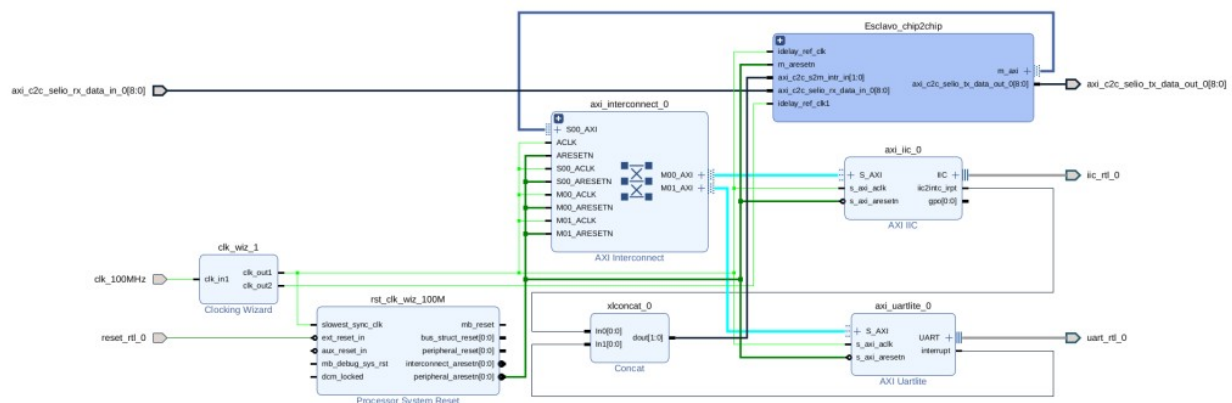 Esclavo_chip2chip
idelay_ref_clk
m_aresetn
axi_c2c_s2m_intr_in[1:0]
axi_c2c_selio_rx_data_in_0[8:0]
idelay_ref_clk1
m_axi
axi_c2c_selio_tx_data_out_0[8:0]
axi_c2c_selio_tx_data_out_0[8:0]
axi_c2c_selio_rx_data_in_0[8:0]
axi_interconnect_0
S00_AXI
ACLK
ARESETN
S00_ACLK
S00_ARESETN
M00_ACLK
M00_ARESETN
M01_ACLK
M01_ARESETN
M00_AXI
M01_AXI
AXI Interconnect
axi_iic_0
S_AXI
s_axi_aclk
s_axi_aresetn
IIC
iic2intc_irpt
gpo[0:0]
AXI IIC
iic_rtl_0
clk_wiz_1
clk_100MHz
clk_in1
clk_out1
clk_out2
Clocking Wizard
rst_clk_wiz_100M
reset_rtl_0
slowest_sync_clk
ext_reset_in
aux_reset_in
mb_debug_sys_rst
dcm_locked
mb_reset
bus_struct_reset[0:0]
peripheral_reset[0:0]
interconnect_aresetn[0:0]
peripheral_aresetn[0:0]
Processor System Reset
xlconcat_0
In0[0:0]
In1[0:0]
dout[1:0]
Concat
axi_uartlite_0
S_AXI
s_axi_aclk
s_axi_aresetn
UART
interrupt
AXI Uartlite
uart_rtl_0